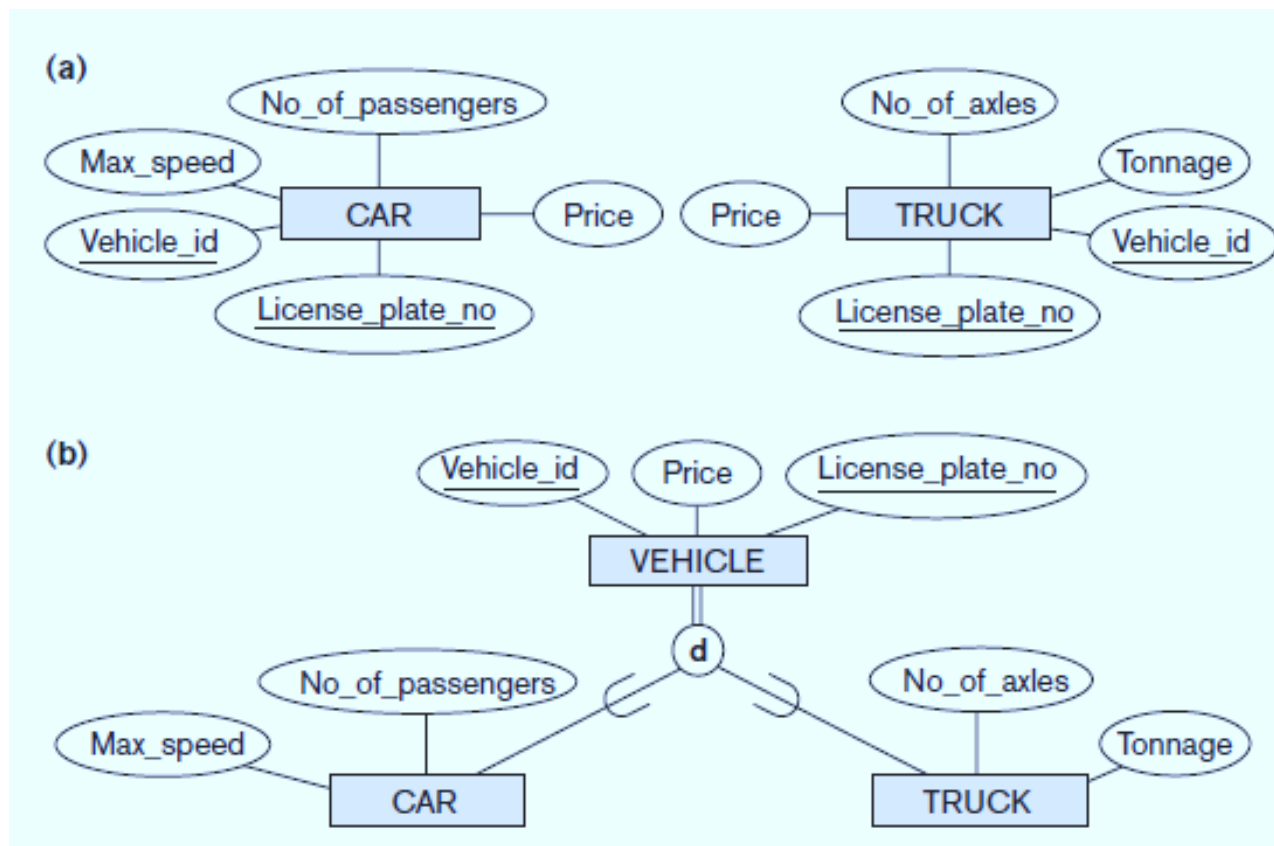 (a)
No_of_passengers
No_of_axles
Max_speed
Tonnage
CAR
Price
Price
TRUCK
Vehicle_id
Vehicle_id
License_plate_no
License_plate_no
(b)
Vehicle_id
Price
License_plate_no
VEHICLE
d
No_of_passengers
No_of_axles
Max_speed
Tonnage
CAR
TRUCK